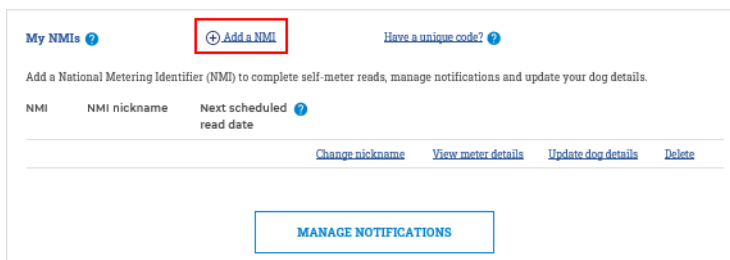 My NMIs ? Add a NMI Have a unique code? ?
Add a National Metering Identifier (NMI) to complete self-meter reads, manage notifications and update your dog details.
NMI NMI nickname Next scheduled ?
read date
Change nickname View meter details Update dog details Delete
MANAGE NOTIFICATIONS